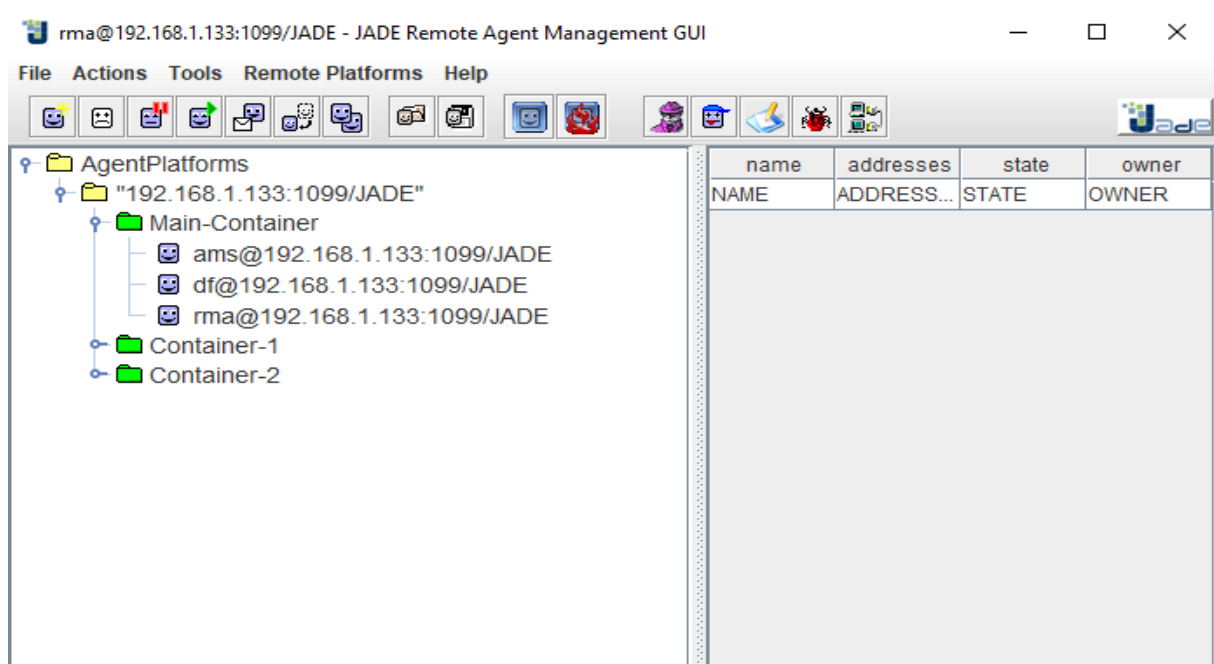 rma@192.168.1.133:1099/JADE - JADE Remote Agent Management GUI
File Actions Tools Remote Platforms Help
Jade
AgentPlatforms
"192.168.1.133:1099/JADE"
Main-Container
ams@192.168.1.133:1099/JADE
df@192.168.1.133:1099/JADE
rma@192.168.1.133:1099/JADE
Container-1
Container-2
name addresses state owner
NAME ADDRESS... STATE OWNER